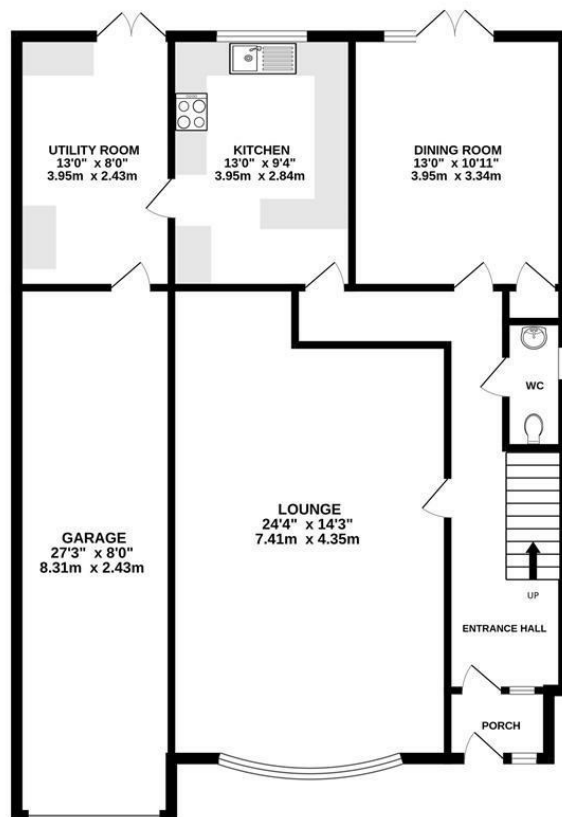 UTILITY ROOM
13'0" x 8'0"
3.95m x 2.43m
KITCHEN
13'0" x 9'4"
3.95m x 2.84m
DINING ROOM
13'0" x 10'11"
3.95m x 3.34m
WC
LOUNGE
24'4" x 14'3"
7.41m x 4.35m
GARAGE
27'3" x 8'0"
8.31m x 2.43m
UP
ENTRANCE HALL
PORCH